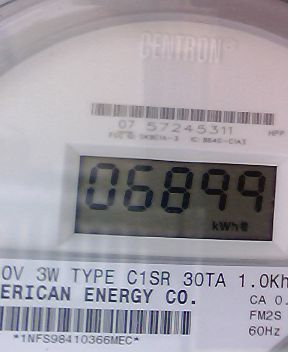 CENTRON®
07 57245311
HPP
06899
kWh
0V 3W TYPE C1SR 30TA 1.0Kh
ERICAN ENERGY CO.
CA 0.
FM2S
60Hz
*1NFS98410366MEC*